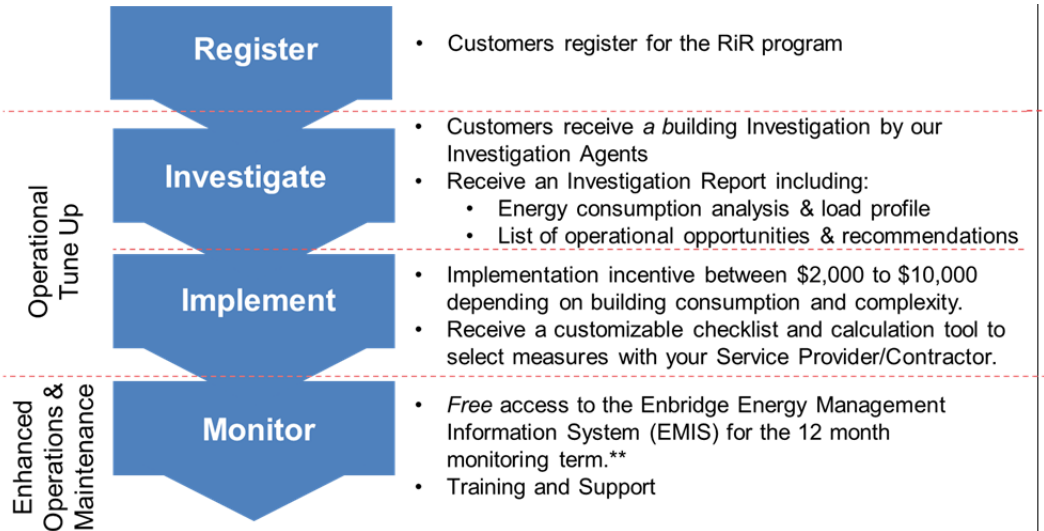 Register
• Customers register for the RiR program
Operational
Tune Up
Investigate
• Customers receive a building Investigation by our
Investigation Agents
• Receive an Investigation Report including:
• Energy consumption analysis & load profile
• List of operational opportunities & recommendations
Implement
• Implementation incentive between $2,000 to $10,000
depending on building consumption and complexity.
• Receive a customizable checklist and calculation tool to
select measures with your Service Provider/Contractor.
Enhanced
Operations &
Maintenance
Monitor
• Free access to the Enbridge Energy Management
Information System (EMIS) for the 12 month
monitoring term.**
• Training and Support